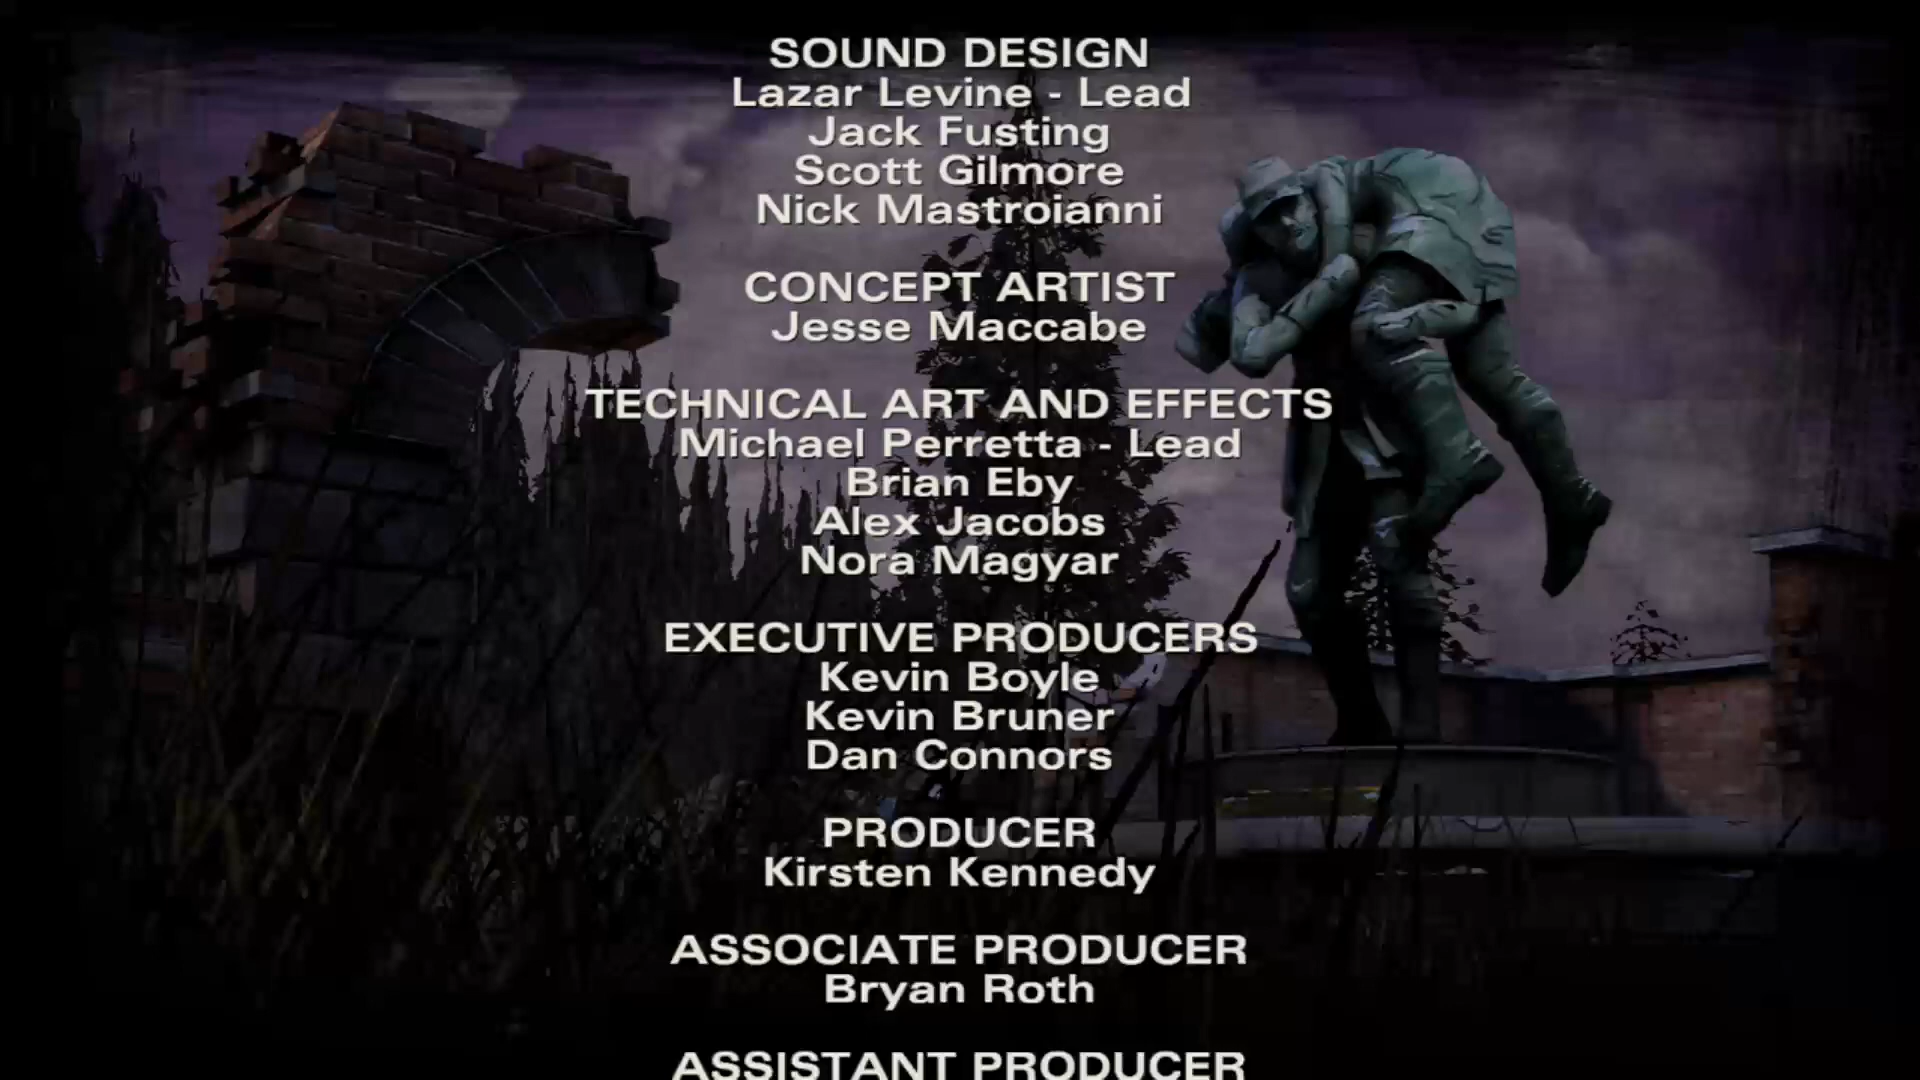 SOUND DESIGN
Lazar Levine - Lead
Jack Fusting
Scott Gilmore
Nick Mastroianni
CONCEPT ARTIST
Jesse Maccabe
TECHNICAL ART AND EFFECTS
Michael Perretta - Lead
Brian Eby
Alex Jacobs
Nora Magyar
EXECUTIVE PRODUCERS
Kevin Boyle
Kevin Bruner
Dan Connors
PRODUCER
Kirsten Kennedy
ASSOCIATE PRODUCER
Bryan Roth
ASSISTANT PRODUCER